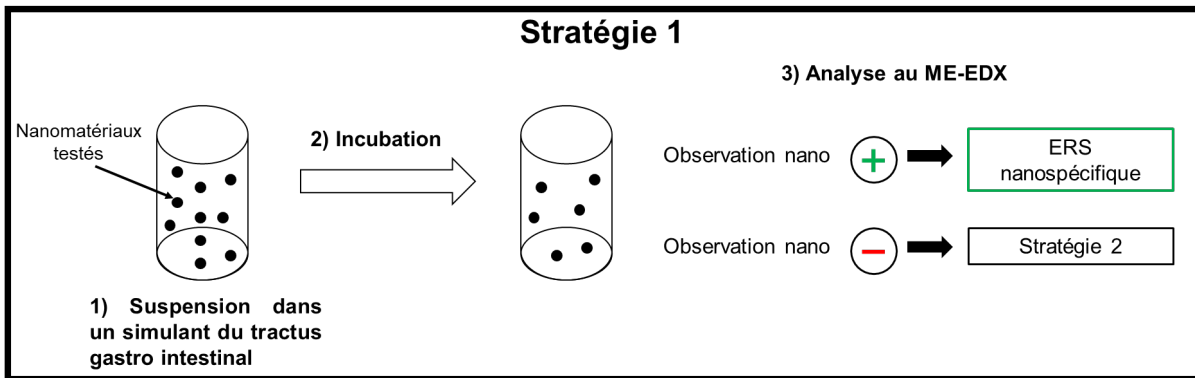 Stratégie 1
3) Analyse au ME-EDX
Nanomatériaux
testés
2) Incubation
Observation nano
+
ERS
nanospécifique
Observation nano
−
Stratégie 2
1) Suspension dans
un simulant du tractus
gastro intestinal